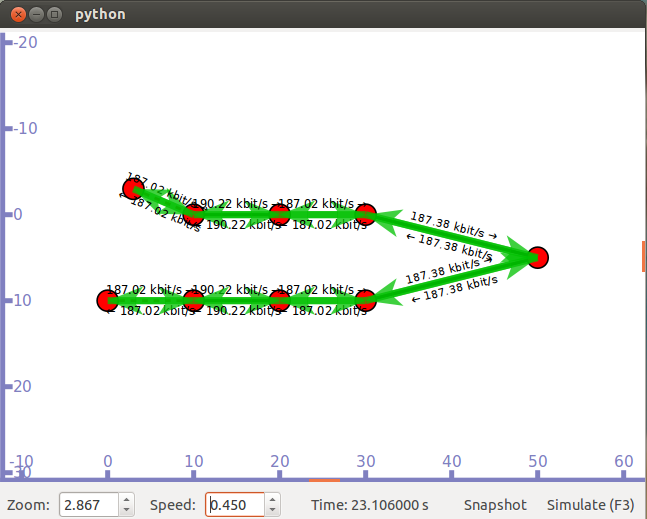 python
-20
-10
0
10
20
30
187.02 kbit/s →
← 187.02 kbit/s
190.22 kbit/s →
← 190.22 kbit/s
187.02 kbit/s →
← 187.02 kbit/s
187.38 kbit/s →
← 187.38 kbit/s
187.38 kbit/s →
← 187.38 kbit/s
187.02 kbit/s →
190.22 kbit/s →
187.02 kbit/s →
← 187.02 kbit/s
← 190.22 kbit/s
← 187.02 kbit/s
-10 0 10 20 30 40 50 60
Zoom: 2.867 Speed: 0.450 Time: 23.106000 s Snapshot Simulate (F3)